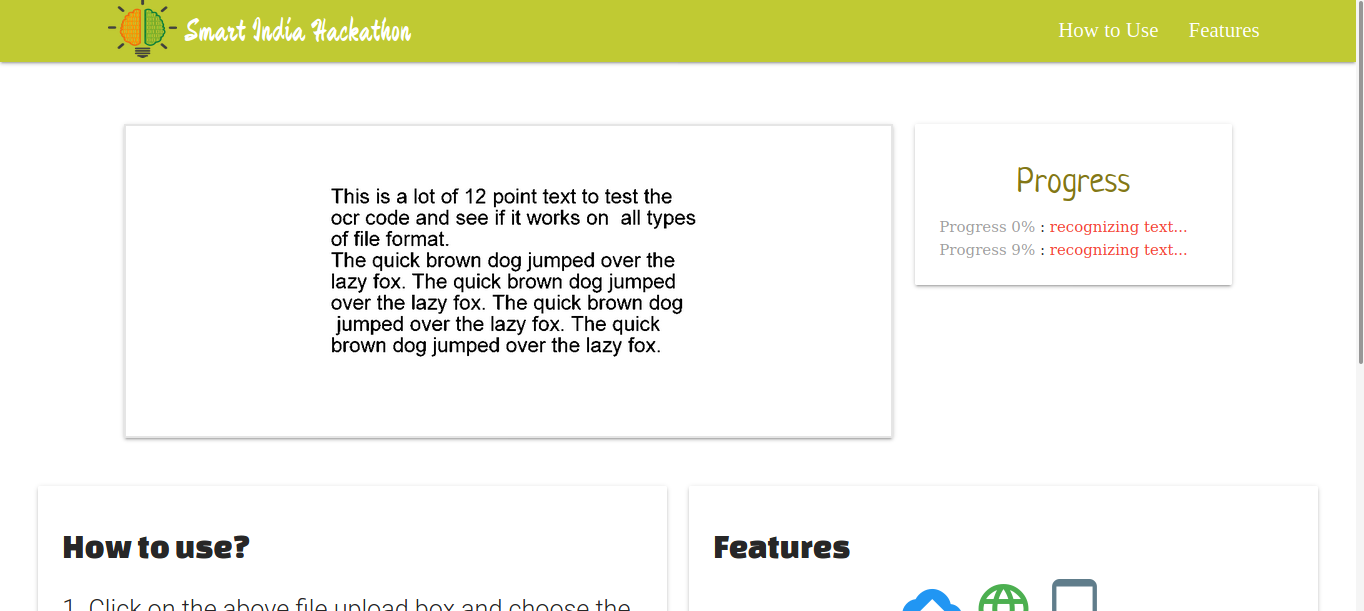 Smart India Hackathon
How to Use
Features
This is a lot of 12 point text to test the
ocr code and see if it works on  all types
of file format.
The quick brown dog jumped over the
lazy fox. The quick brown dog jumped
over the lazy fox. The quick brown dog
jumped over the lazy fox. The quick
brown dog jumped over the lazy fox.
Progress
Progress 0% : recognizing text...
Progress 9% : recognizing text...
How to use?
1. Click on the above file upload box and choose the
Features